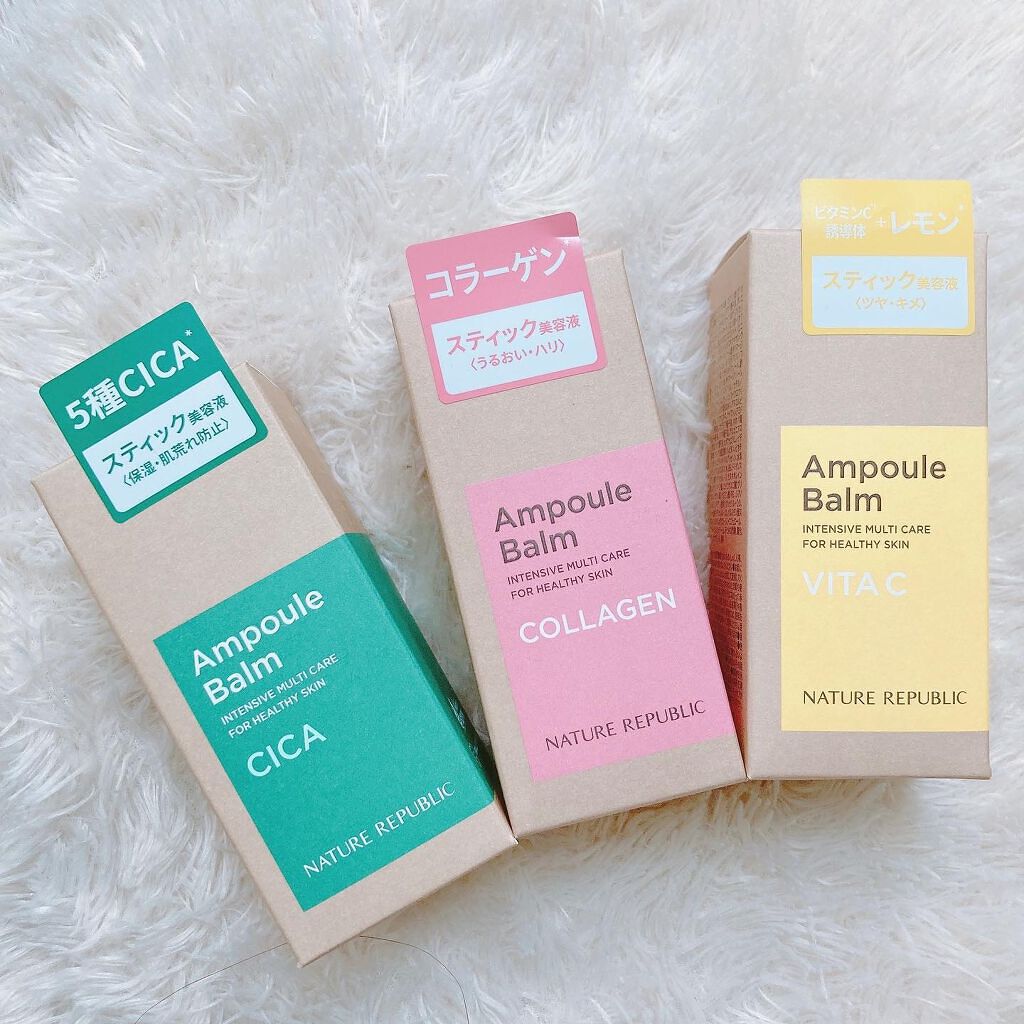 5種CICA*
スティック美容液
〈保湿・肌荒れ防止〉
Ampoule
Balm
INTENSIVE MULTI CARE
FOR HEALTHY SKIN
CICA
NATURE REPUBLIC
コラーゲン*
スティック美容液
〈うるおい・ハリ〉
Ampoule
Balm
INTENSIVE MULTI CARE
FOR HEALTHY SKIN
COLLAGEN
NATURE REPUBLIC
ビタミンC
誘導体
+レモン*
スティック美容液
〈ツヤ・キメ〉
Ampoule
Balm
INTENSIVE MULTI CARE
FOR HEALTHY SKIN
VITA C
NATURE REPUBLIC